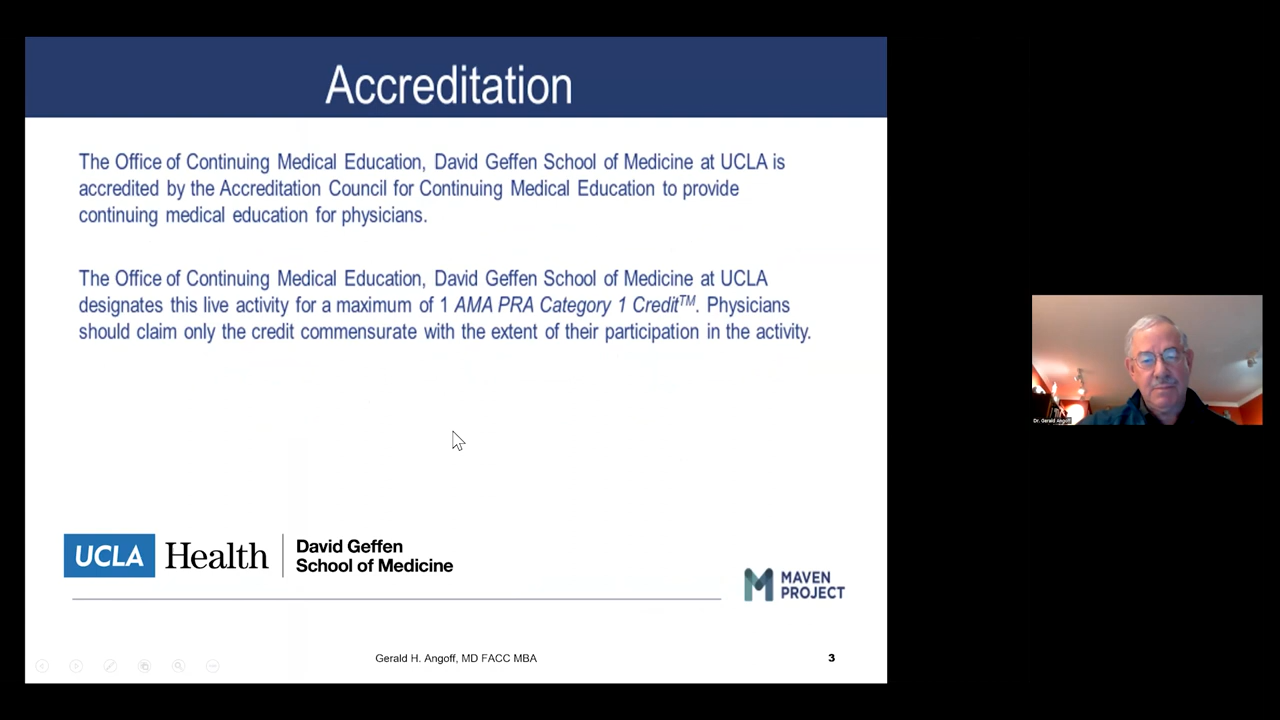 Accreditation
The Office of Continuing Medical Education, David Geffen School of Medicine at UCLA is
accredited by the Accreditation Council for Continuing Medical Education to provide
continuing medical education for physicians.
The Office of Continuing Medical Education, David Geffen School of Medicine at UCLA
designates this live activity for a maximum of 1 AMA PRA Category 1 Credit™. Physicians
should claim only the credit commensurate with the extent of their participation in the activity.
UCLA Health
David Geffen
School of Medicine
MAVEN
PROJECT
Gerald H. Angoff, MD FACC MBA
3
Dr. Gerald Angoff